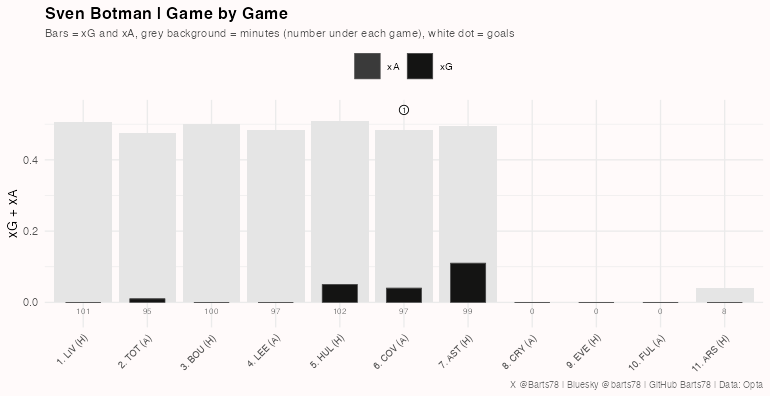 Sven Botman | Game by Game
Bars = xG and xA, grey background = minutes (number under each game), white dot = goals
xA xG
1
xG + xA
0.4
0.2
0.0
101 95 100 97 102 97 99 0 0 0 8
1. LIV (H) 2. TOT (A) 3. BOU (H) 4. LEE (A) 5. HUL (H) 6. COV (A) 7. AST (H) 8. CRY (A) 9. EVE (H) 10. FUL (A) 11. ARS (H)
X @Barts78 | Bluesky @barts78 | GitHub Barts78 | Data: Opta